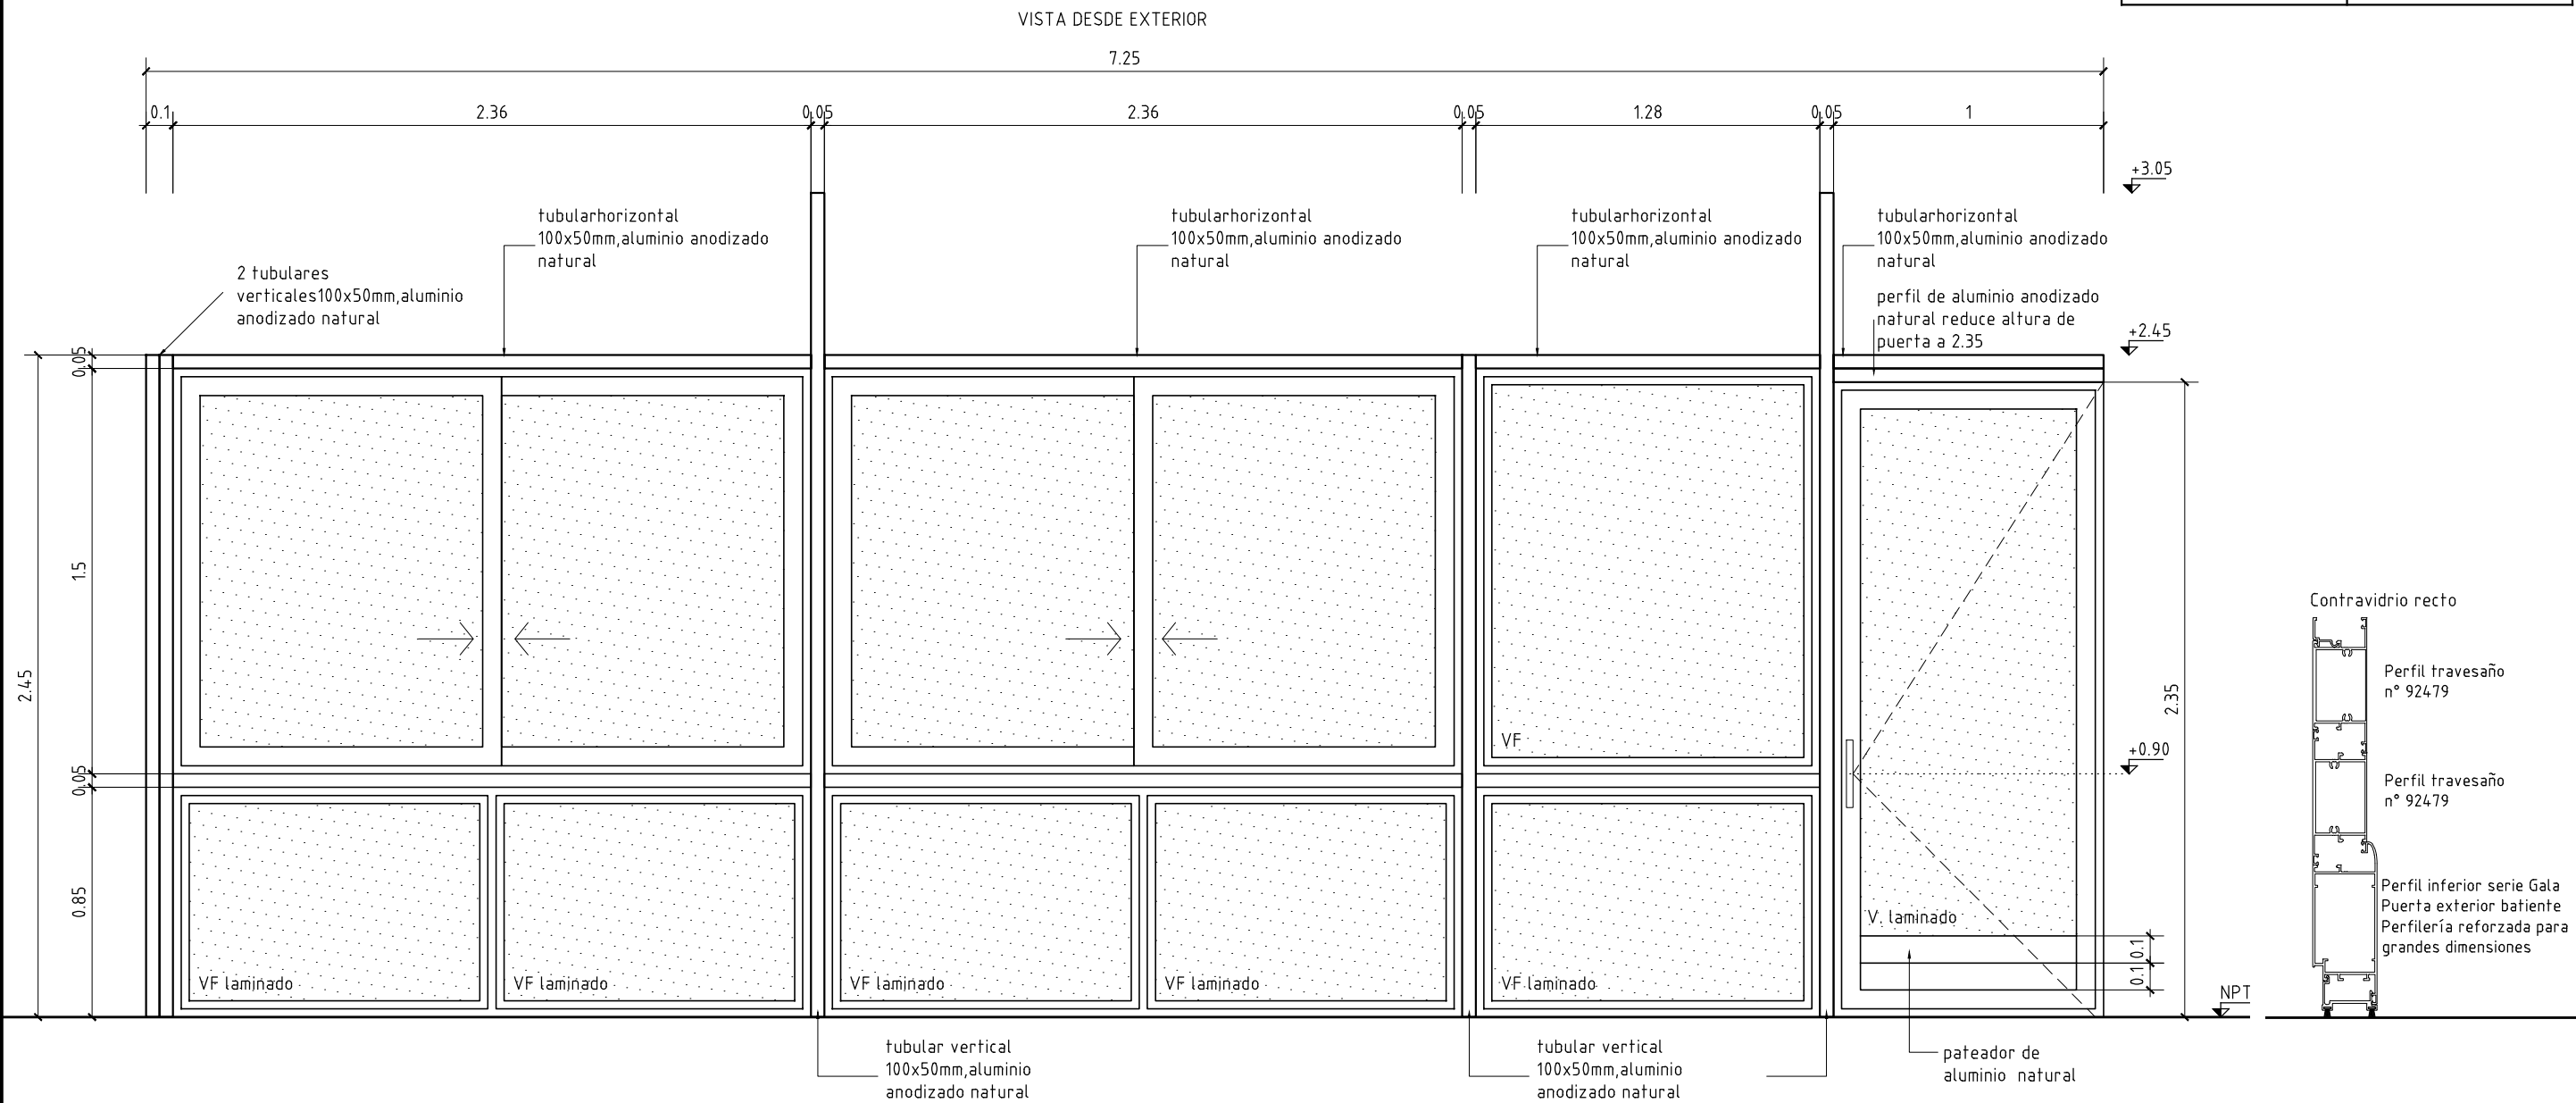 VISTA DESDE EXTERIOR
7.25
0.1
2.36
0.05
2.36
0.05
1.28
0.05
1
+3.05
tubularhorizontal
100x50mm,aluminio anodizado
natural
tubularhorizontal
100x50mm,aluminio anodizado
natural
tubularhorizontal
100x50mm,aluminio anodizado
natural
tubularhorizontal
100x50mm,aluminio anodizado
natural
2 tubulares
verticales100x50mm,aluminio
anodizado natural
perfil de aluminio anodizado
natural reduce altura de
puerta a 2.35
+2.45
0.05
1.5
0.05
0.85
2.45
VF
+0.90
2.35
V. laminado
0.1
0.1
VF laminado
VF laminado
VF laminado
VF laminado
VF laminado
NPT
tubular vertical
100x50mm,aluminio
anodizado natural
tubular vertical
100x50mm,aluminio
anodizado natural
pateador de
aluminio natural
Contravidrio recto
Perfil travesaño
n° 92479
Perfil travesaño
n° 92479
Perfil inferior serie Gala
Puerta exterior batiente
Perfilería reforzada para
grandes dimensiones